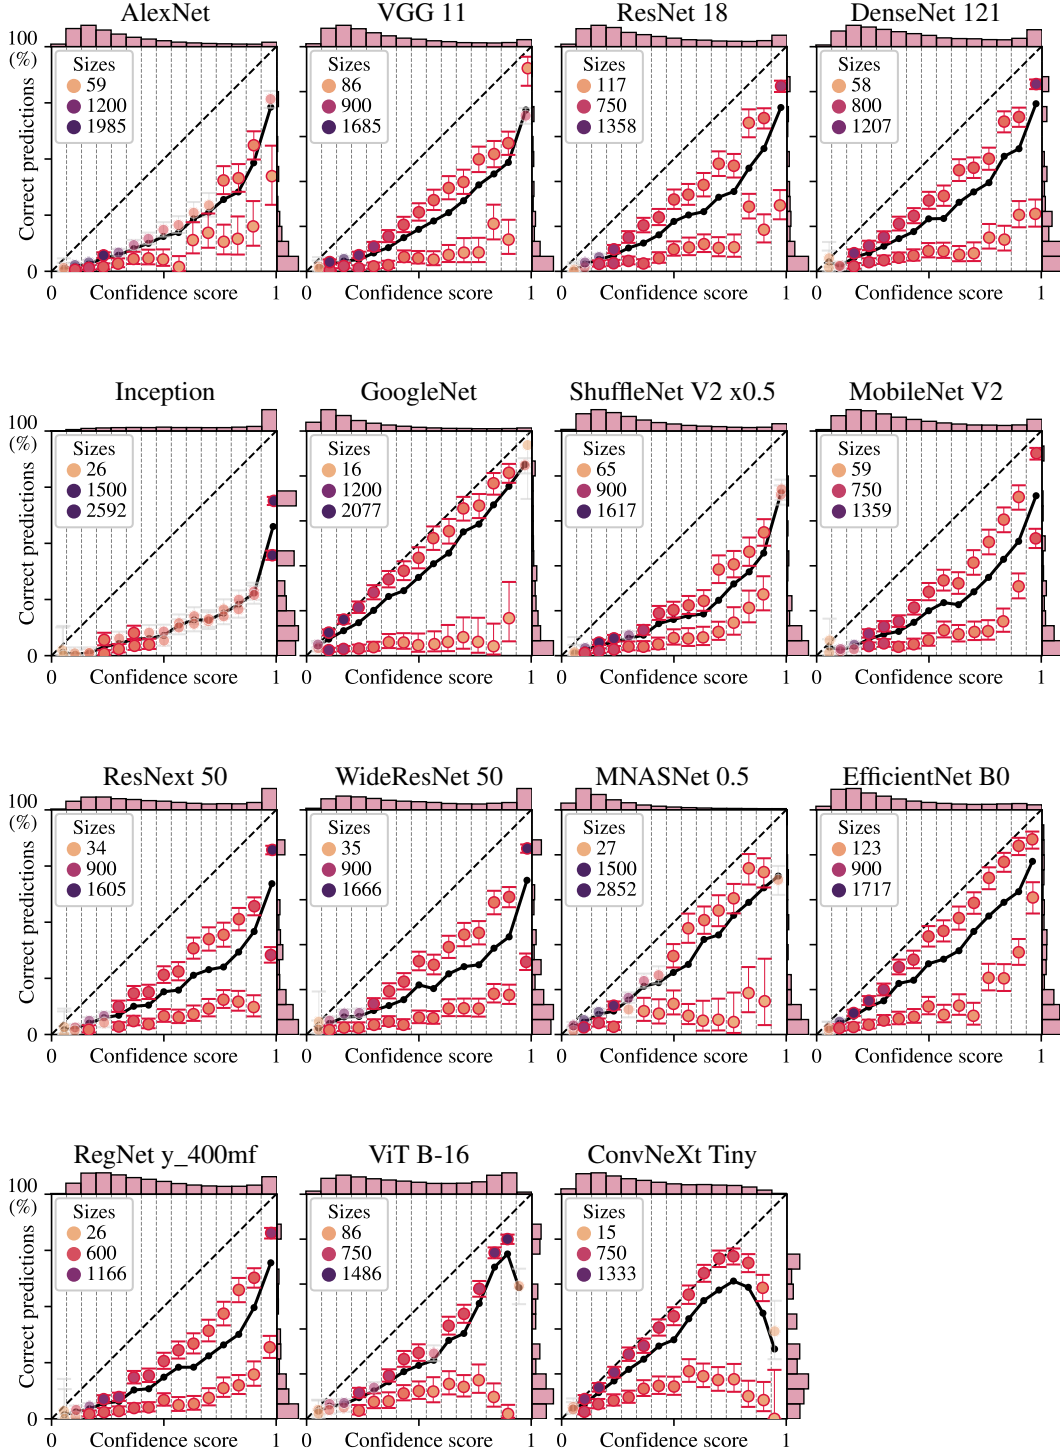 AlexNet
VGG 11
ResNet 18
DenseNet 121
100
(%)
Correct predictions
0
Sizes
59
1200
1985
Sizes
86
900
1685
Sizes
117
750
1358
Sizes
58
800
1207
0 Confidence score 1
0 Confidence score 1
0 Confidence score 1
0 Confidence score 1
Inception
GoogleNet
ShuffleNet V2 x0.5
MobileNet V2
100
(%)
Correct predictions
0
Sizes
26
1500
2592
Sizes
16
1200
2077
Sizes
65
900
1617
Sizes
59
750
1359
0 Confidence score 1
0 Confidence score 1
0 Confidence score 1
0 Confidence score 1
ResNext 50
WideResNet 50
MNASNet 0.5
EfficientNet B0
100
(%)
Correct predictions
0
Sizes
34
900
1605
Sizes
35
900
1666
Sizes
27
1500
2852
Sizes
123
900
1717
0 Confidence score 1
0 Confidence score 1
0 Confidence score 1
0 Confidence score 1
RegNet y_400mf
ViT B-16
ConvNeXt Tiny
100
(%)
Correct predictions
0
Sizes
26
600
1166
Sizes
86
750
1486
Sizes
15
750
1333
0 Confidence score 1
0 Confidence score 1
0 Confidence score 1